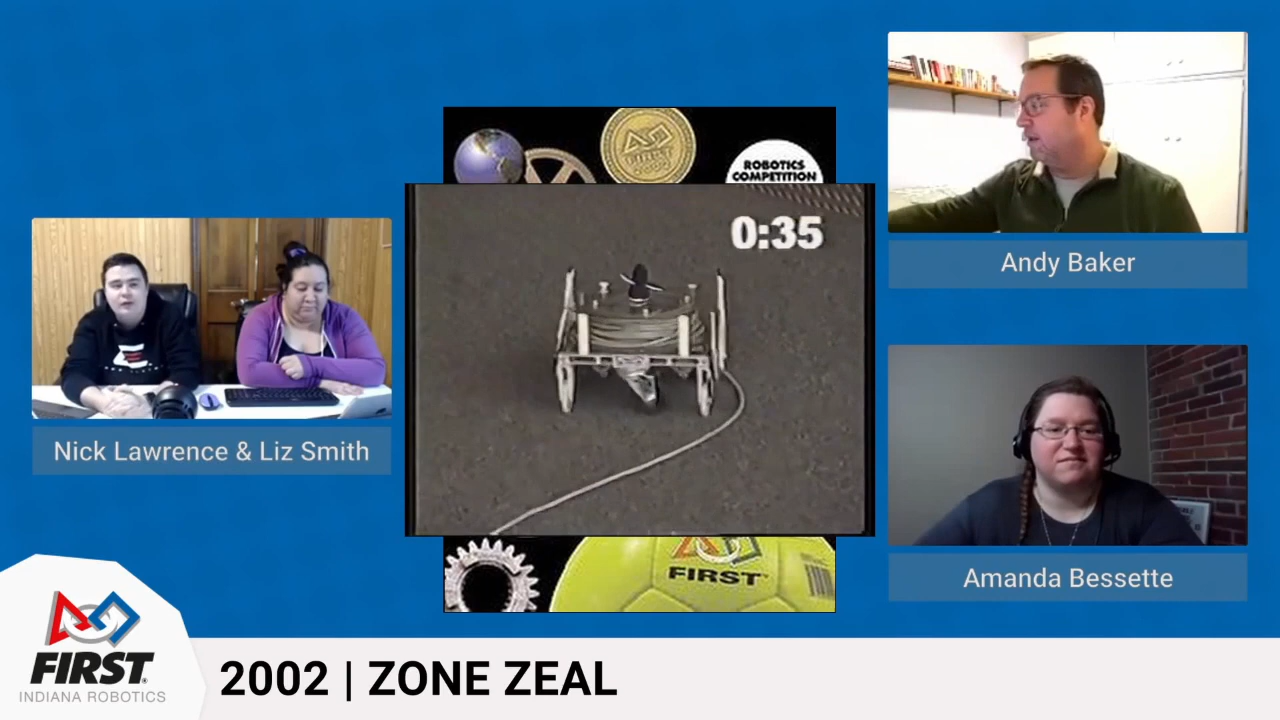 FIRST
ROBOTICS
COMPETITION
0:35
Nick Lawrence & Liz Smith
Andy Baker
FIRST
Amanda Bessette
FIRST
INDIANA ROBOTICS
2002 | ZONE ZEAL